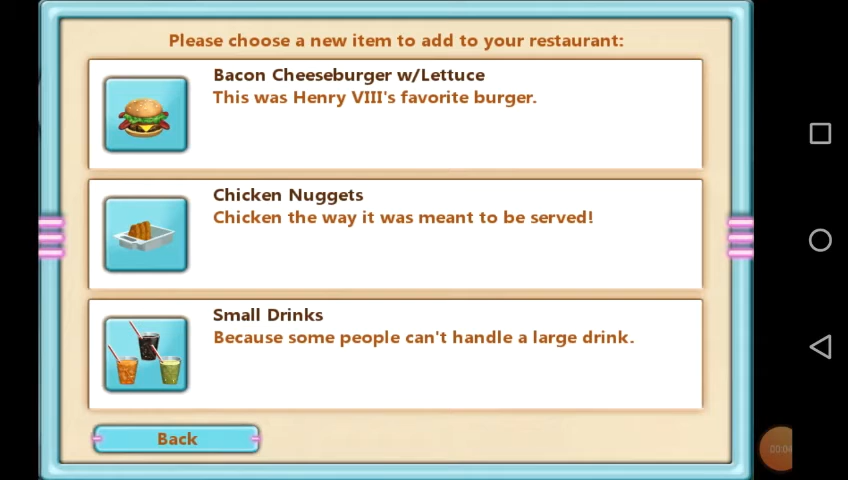 Please choose a new item to add to your restaurant:
Bacon Cheeseburger w/Lettuce
This was Henry VIII's favorite burger.
Chicken Nuggets
Chicken the way it was meant to be served!
Small Drinks
Because some people can't handle a large drink.
Back
00:04